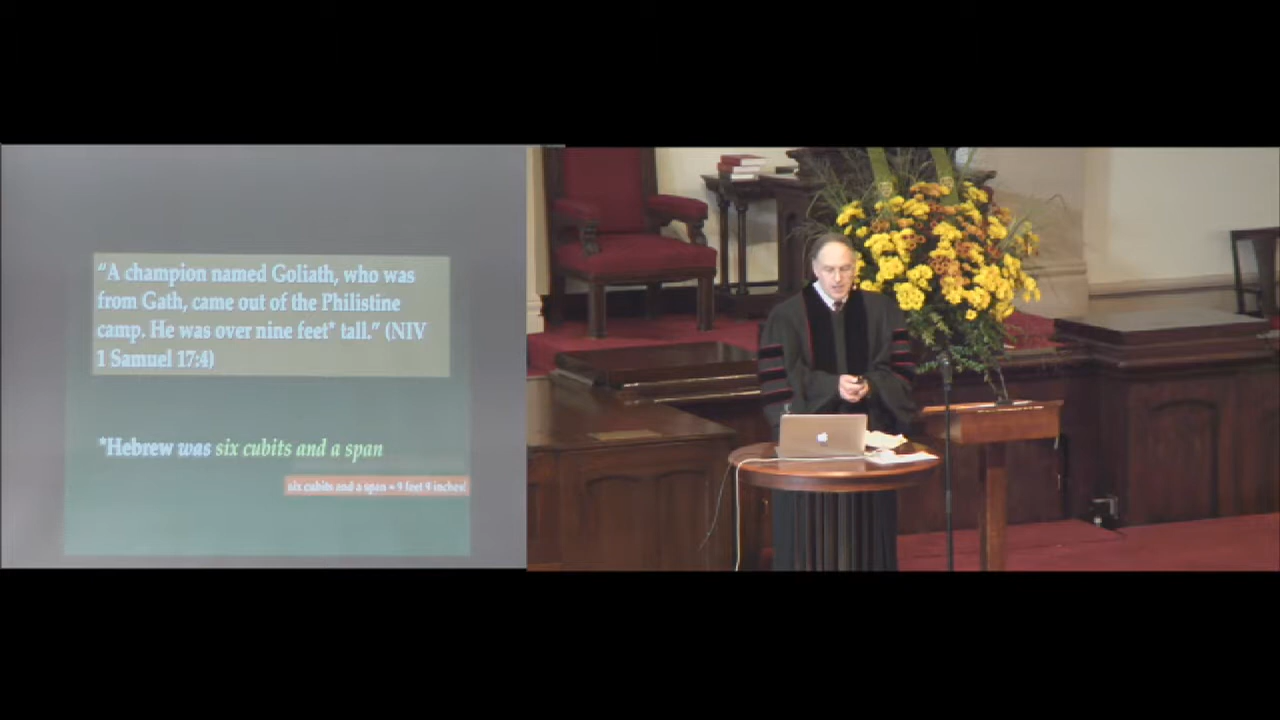 “A champion named Goliath, who was
from Gath, came out of the Philistine
camp. He was over nine feet* tall.” (NIV
1 Samuel 17:4)
*Hebrew was six cubits and a span
six cubits and a span = 9 feet 9 inches!